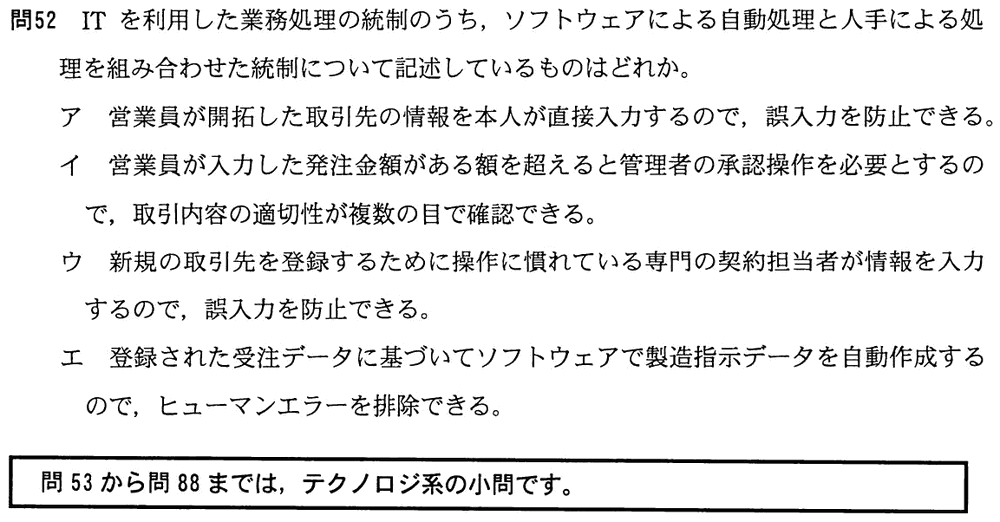 問52 ITを利用した業務処理の統制のうち，ソフトウェアによる自動処理と人手による処
理を組み合わせた統制について記述しているものはどれか。
ア 営業員が開拓した取引先の情報を本人が直接入力するので，誤入力を防止できる。
イ 営業員が入力した発注金額がある額を超えると管理者の承認操作を必要とするの
で，取引内容の適切性が複数の目で確認できる。
ウ 新規の取引先を登録するために操作に慣れている専門の契約担当者が情報を入力
するので，誤入力を防止できる。
エ 登録された受注データに基づいてソフトウェアで製造指示データを自動作成する
ので，ヒューマンエラーを排除できる。
問53から問88までは，テクノロジ系の小問です。